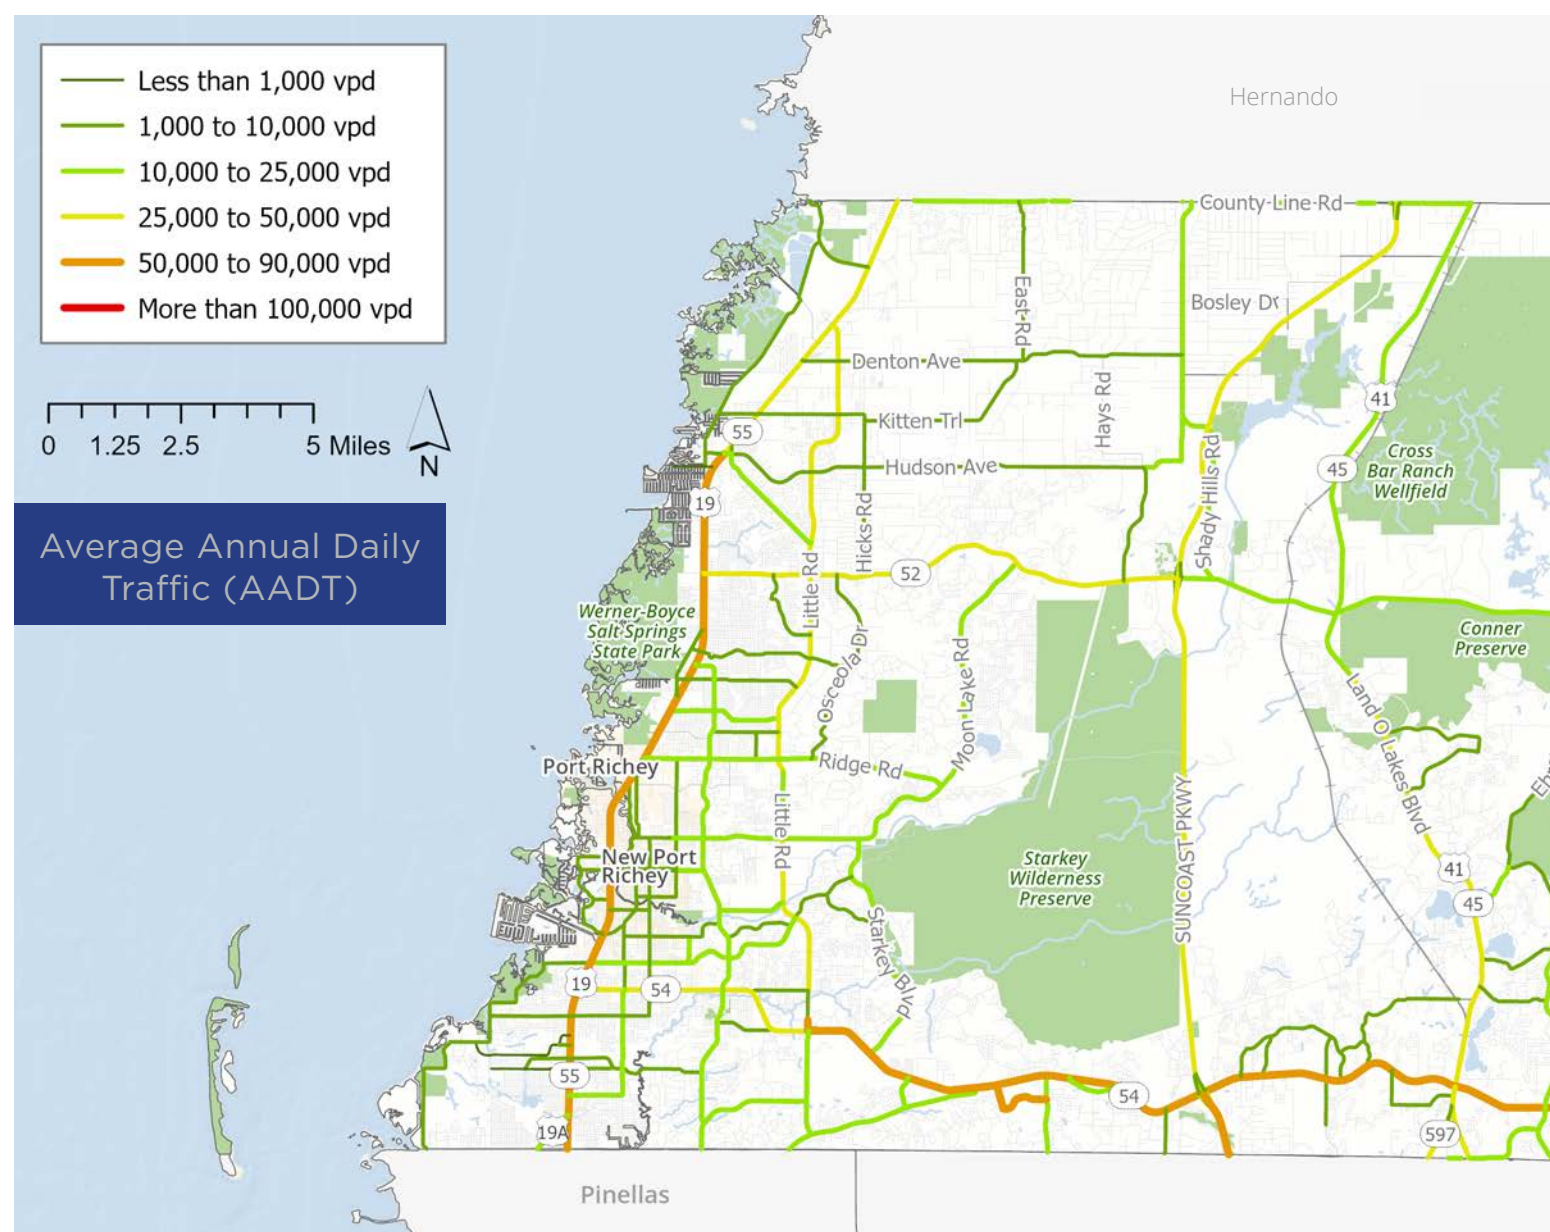 Less than 1,000 vpd
1,000 to 10,000 vpd
10,000 to 25,000 vpd
25,000 to 50,000 vpd
50,000 to 90,000 vpd
More than 100,000 vpd
0 1.25 2.5 5 Miles
N
Average Annual Daily
Traffic (AADT)
Hernando
County Line Rd
East Rd
Bosley Dr
Denton Ave
Hays Rd
41
Kitten Trl
55
Hudson Ave
Shady Hills Rd
45
Cross
Bar Ranch
Wellfield
19
Hicks Rd
52
Little Rd
Werner-Boyce
Salt Springs
State Park
Osceola Dr
Moon Lake Rd
Conner
Preserve
Land O Lakes Blvd
Port Richey
Ridge Rd
Little Rd
SUNCOAST PKWY
New Port
Richey
Starkey
Wilderness
Preserve
41
45
Starkey Blvd
19
54
55
54
19A
597
Pinellas